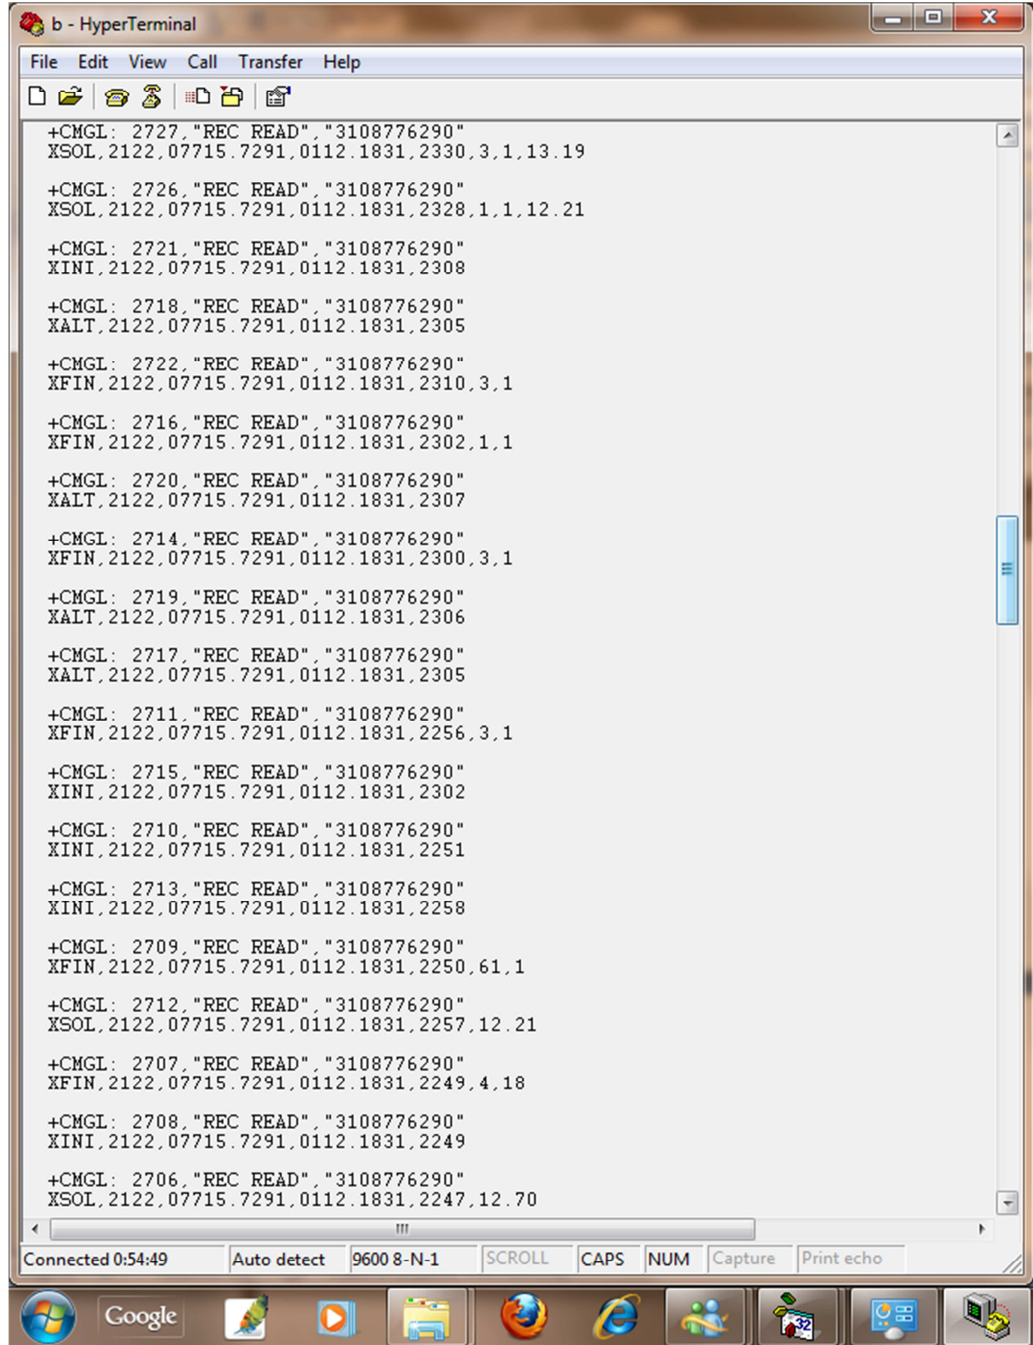 b - HyperTerminal
File Edit View Call Transfer Help
+CMGL: 2727,"REC READ","3108776290"
XSOL,2122,07715.7291,0112.1831,2330,3,1,13.19
+CMGL: 2726,"REC READ","3108776290"
XSOL,2122,07715.7291,0112.1831,2328,1,1,12.21
+CMGL: 2721,"REC READ","3108776290"
XINI,2122,07715.7291,0112.1831,2308
+CMGL: 2718,"REC READ","3108776290"
XALT,2122,07715.7291,0112.1831,2305
+CMGL: 2722,"REC READ","3108776290"
XFIN,2122,07715.7291,0112.1831,2310,3,1
+CMGL: 2716,"REC READ","3108776290"
XFIN,2122,07715.7291,0112.1831,2302,1,1
+CMGL: 2720,"REC READ","3108776290"
XALT,2122,07715.7291,0112.1831,2307
+CMGL: 2714,"REC READ","3108776290"
XFIN,2122,07715.7291,0112.1831,2300,3,1
+CMGL: 2719,"REC READ","3108776290"
XALT,2122,07715.7291,0112.1831,2306
+CMGL: 2717,"REC READ","3108776290"
XALT,2122,07715.7291,0112.1831,2305
+CMGL: 2711,"REC READ","3108776290"
XFIN,2122,07715.7291,0112.1831,2256,3,1
+CMGL: 2715,"REC READ","3108776290"
XINI,2122,07715.7291,0112.1831,2302
+CMGL: 2710,"REC READ","3108776290"
XINI,2122,07715.7291,0112.1831,2251
+CMGL: 2713,"REC READ","3108776290"
XINI,2122,07715.7291,0112.1831,2258
+CMGL: 2709,"REC READ","3108776290"
XFIN,2122,07715.7291,0112.1831,2250,61,1
+CMGL: 2712,"REC READ","3108776290"
XSOL,2122,07715.7291,0112.1831,2257,12.21
+CMGL: 2707,"REC READ","3108776290"
XFIN,2122,07715.7291,0112.1831,2249,4,18
+CMGL: 2708,"REC READ","3108776290"
XINI,2122,07715.7291,0112.1831,2249
+CMGL: 2706,"REC READ","3108776290"
XSOL,2122,07715.7291,0112.1831,2247,12.70
Connected 0:54:49 Auto detect 9600 8-N-1 SCROLL CAPS NUM Capture Print echo
Google 32